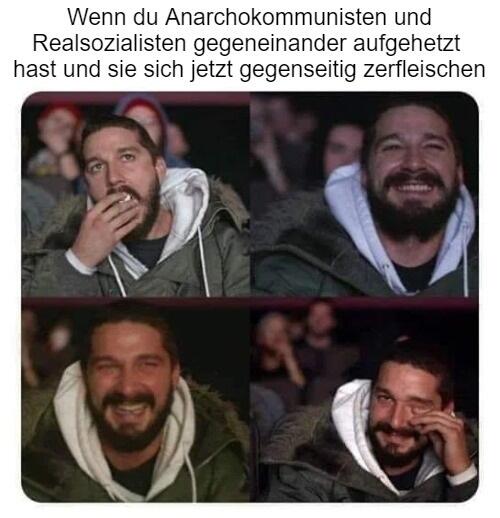 Wenn du Anarchokommunisten und
Realsozialisten gegeneinander aufgehetzt
hast und sie sich jetzt gegenseitig zerfleischen